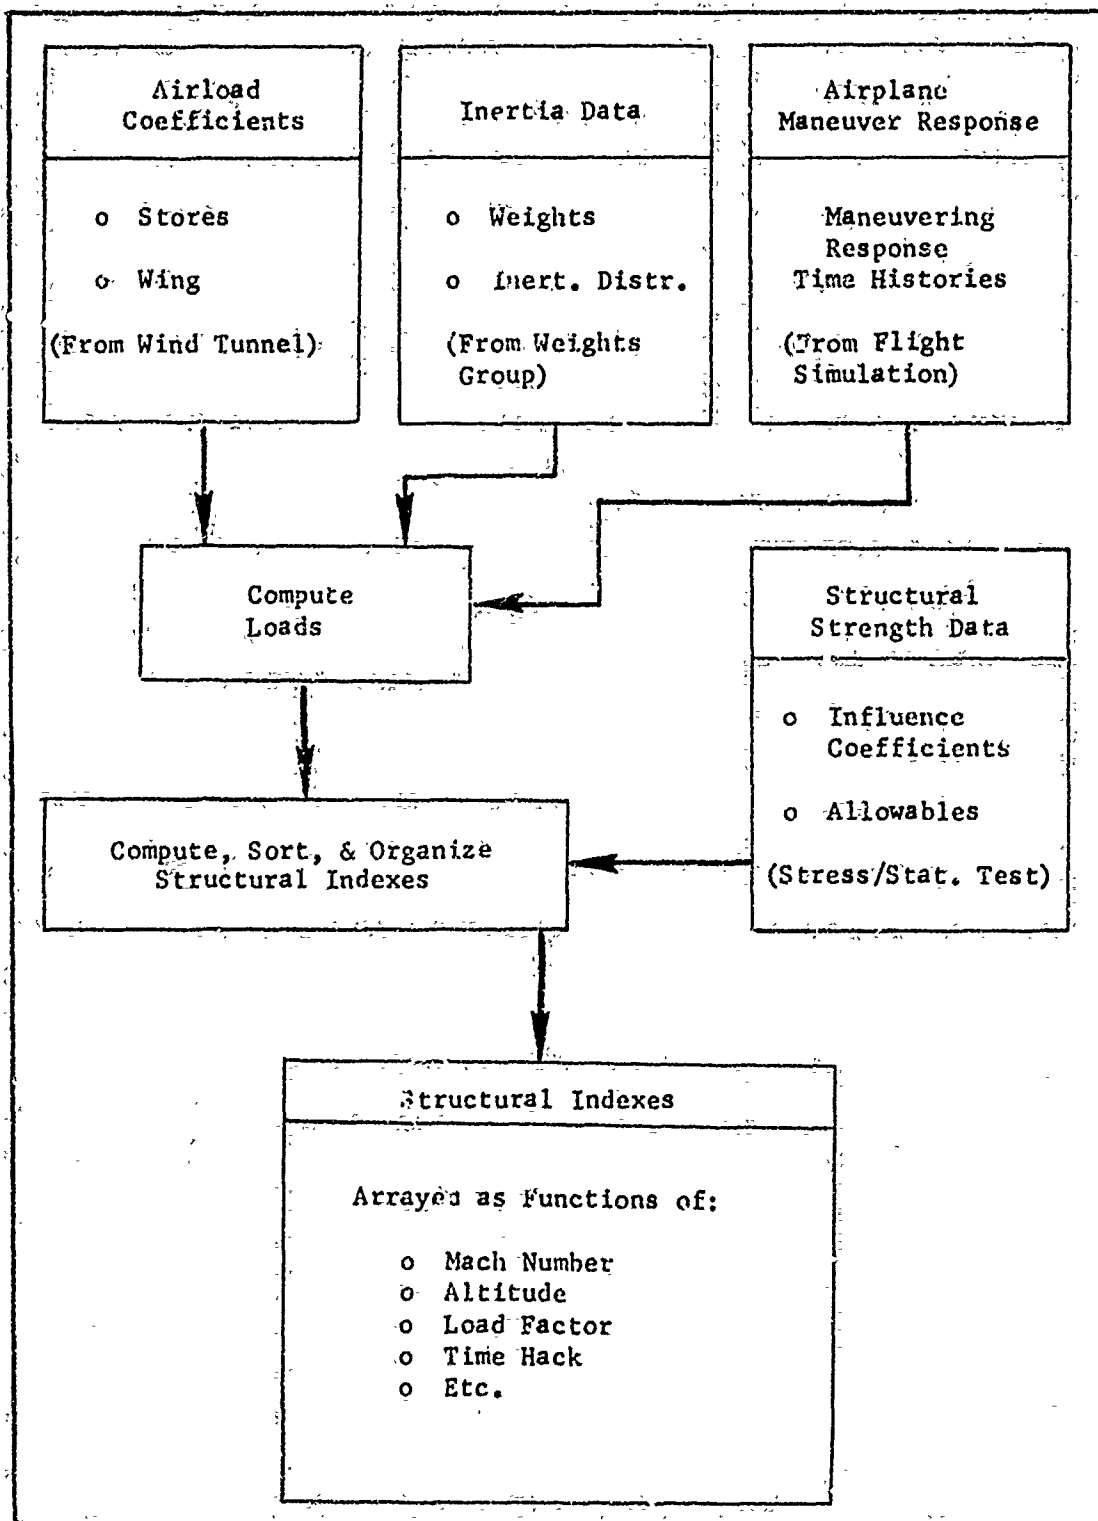 Airload
Coefficients
o Stores
o Wing
(From Wind Tunnel)
Inertia Data
o Weights
o Inert. Distr.
(From Weights
Group)
Airplane
Maneuver Response
Maneuvering
Response
Time Histories
(From Flight
Simulation)
Compute
Loads
Structural
Strength Data
o Influence
Coefficients
o Allowables
(Stress/Stat. Test)
Compute, Sort, & Organize
Structural Indexes
Structural Indexes
Arrayed as Functions of:
o Mach Number
o Altitude
o Load Factor
o Time Hack
o Etc.